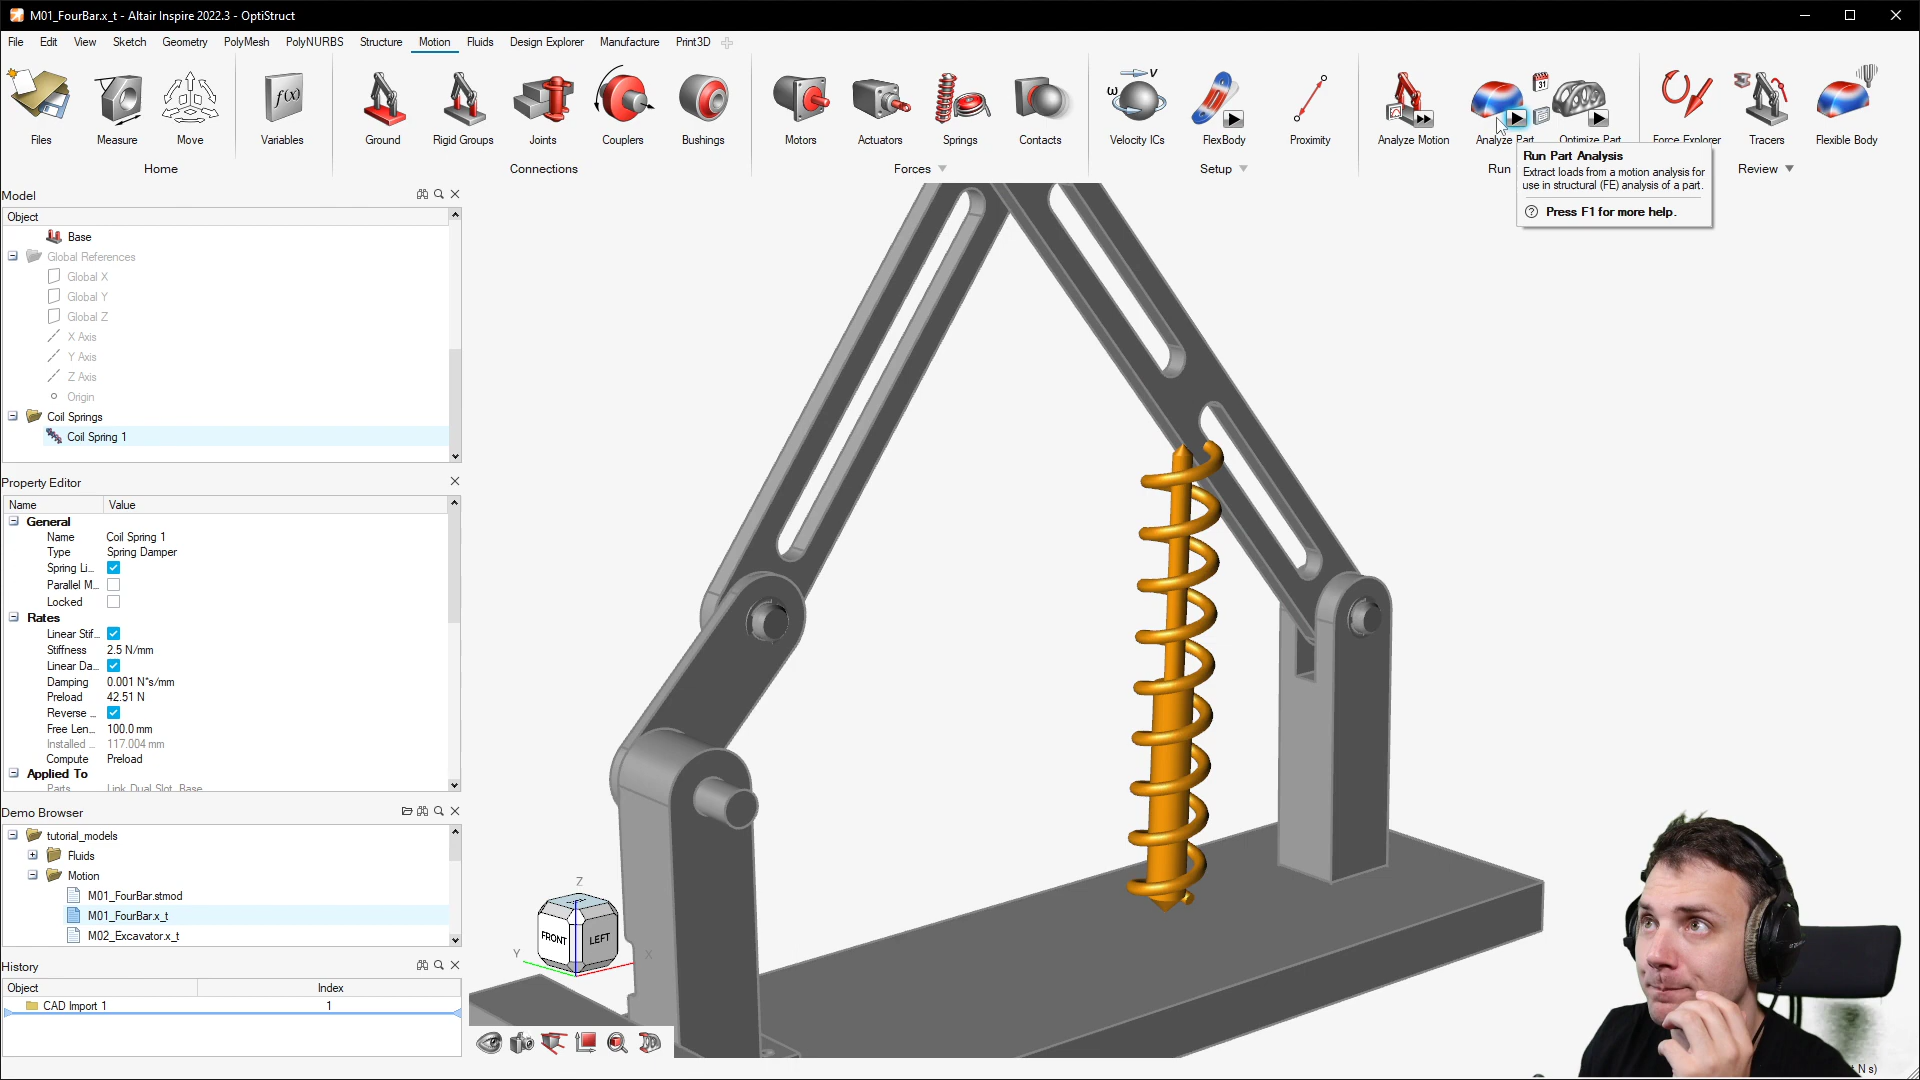 M01_FourBar.x_t - Altair Inspire 2022.3 - OptiStruct
File Edit View Sketch Geometry PolyMesh PolyNURBS Structure Motion Fluids Design Explorer Manufacture Print3D
f(x) ω V 31
Files Measure Move Variables Ground Rigid Groups Joints Couplers Bushings Motors Actuators Springs Contacts Velocity ICs FlexBody Proximity Analyze Motion Analyze Part Optimize Part Force Explorer Tracers Flexible Body
Home Connections Forces Setup Run Review
Run Part Analysis
Extract loads from a motion analysis for
use in structural (FE) analysis of a part.
? Press F1 for more help.
Model
Object
Base
Global References
Global X
Global Y
Global Z
X Axis
Y Axis
Z Axis
Origin
Coil Springs
Coil Spring 1
Property Editor
Name Value
General
Name Coil Spring 1
Type Spring Damper
Spring Li...
Parallel M...
Locked
Rates
Linear Stif...
Stiffness 2.5 N/mm
Linear Da...
Damping 0.001 N*s/mm
Preload 42.51 N
Reverse ...
Free Len... 100.0 mm
Installed ... 117.004 mm
Compute Preload
Applied To
Parts Link Dual Slot, Base
Demo Browser
tutorial_models
Fluids
Motion
M01_FourBar.stmod
M01_FourBar.x_t
M02_Excavator.x_t
History
Object Index
CAD Import 1 1
Z
FRONT LEFT
Y X
N s)